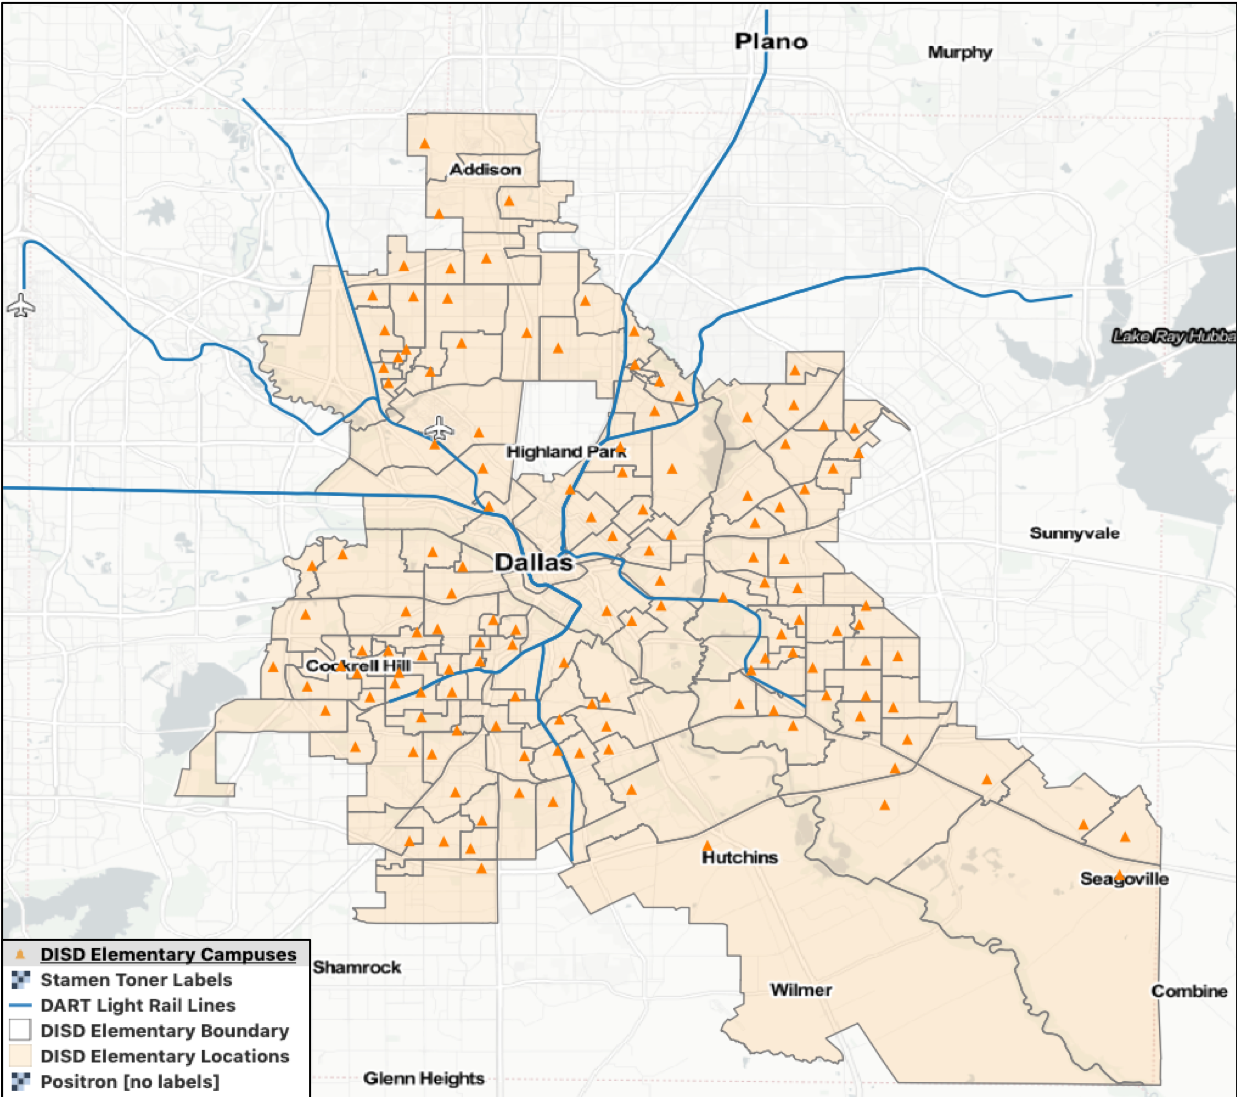 Plano
Murphy
Addison
Lake Ray Hubba
Highland Park
Sunnyvale
Dallas
Cockrell Hill
Hutchins
Seagoville
Shamrock
Wilmer
Combine
Glenn Heights
DISD Elementary Campuses
Stamen Toner Labels
DART Light Rail Lines
DISD Elementary Boundary
DISD Elementary Locations
Positron [no labels]